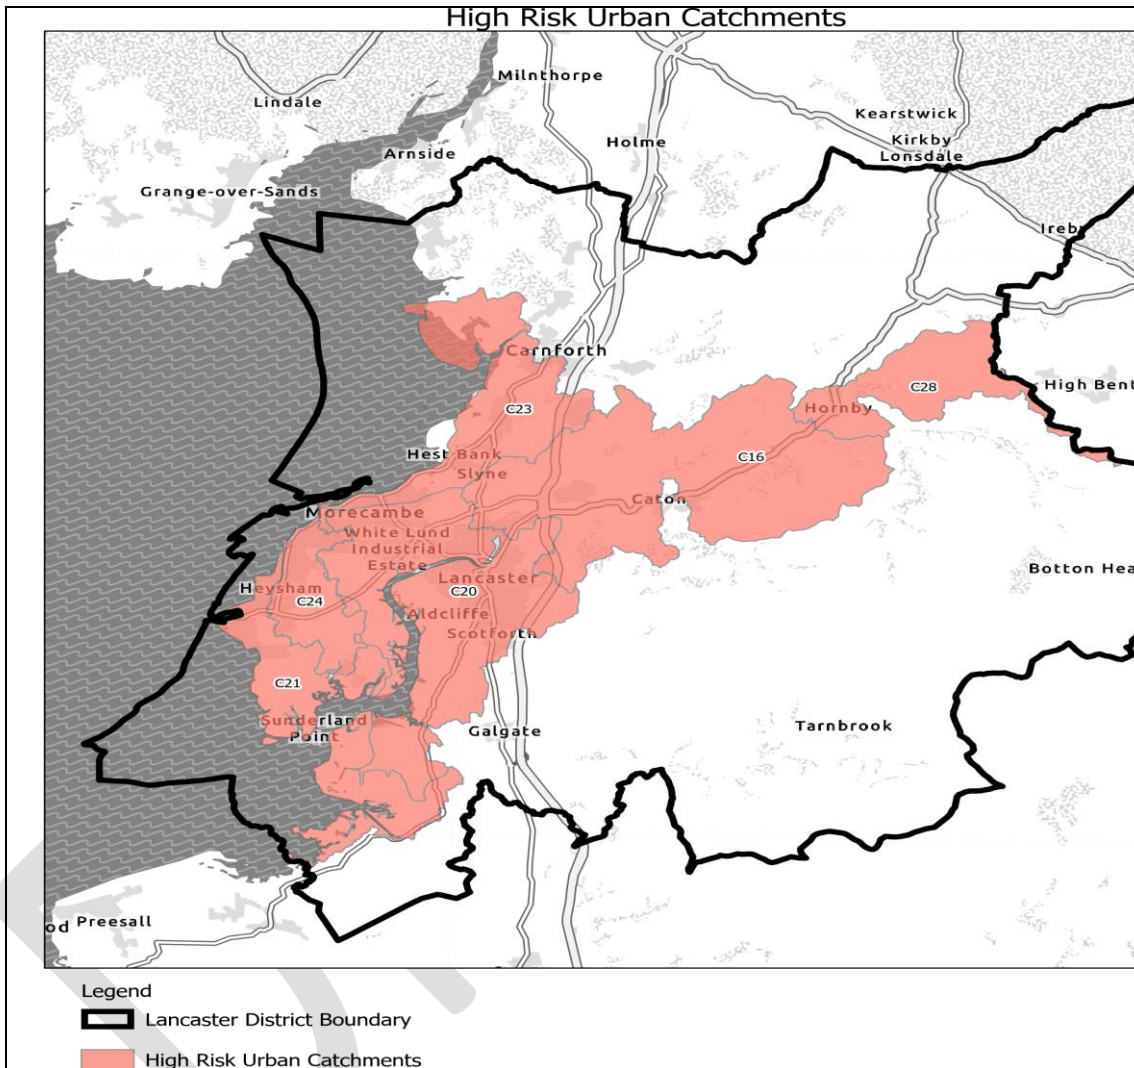 High Risk Urban Catchments
Milnthorpe
Lindale
Kearstwick
Holme
Kirkby
Lonsdale
Arnside
Grange-over-Sands
Carnforth
High Bent
C28
C23
Hornby
Hest Bank
C16
Slyne
Caton
Morecambe
White Lund
Industrial
Estate
Botton Hea
Lancaster
Heysham
C20
C24
Aldcliffe
Scotforth
C21
Sunderland
Point
Tarnbrook
Galgate
od
Preesall
Legend
Lancaster District Boundary
High Risk Urban Catchments